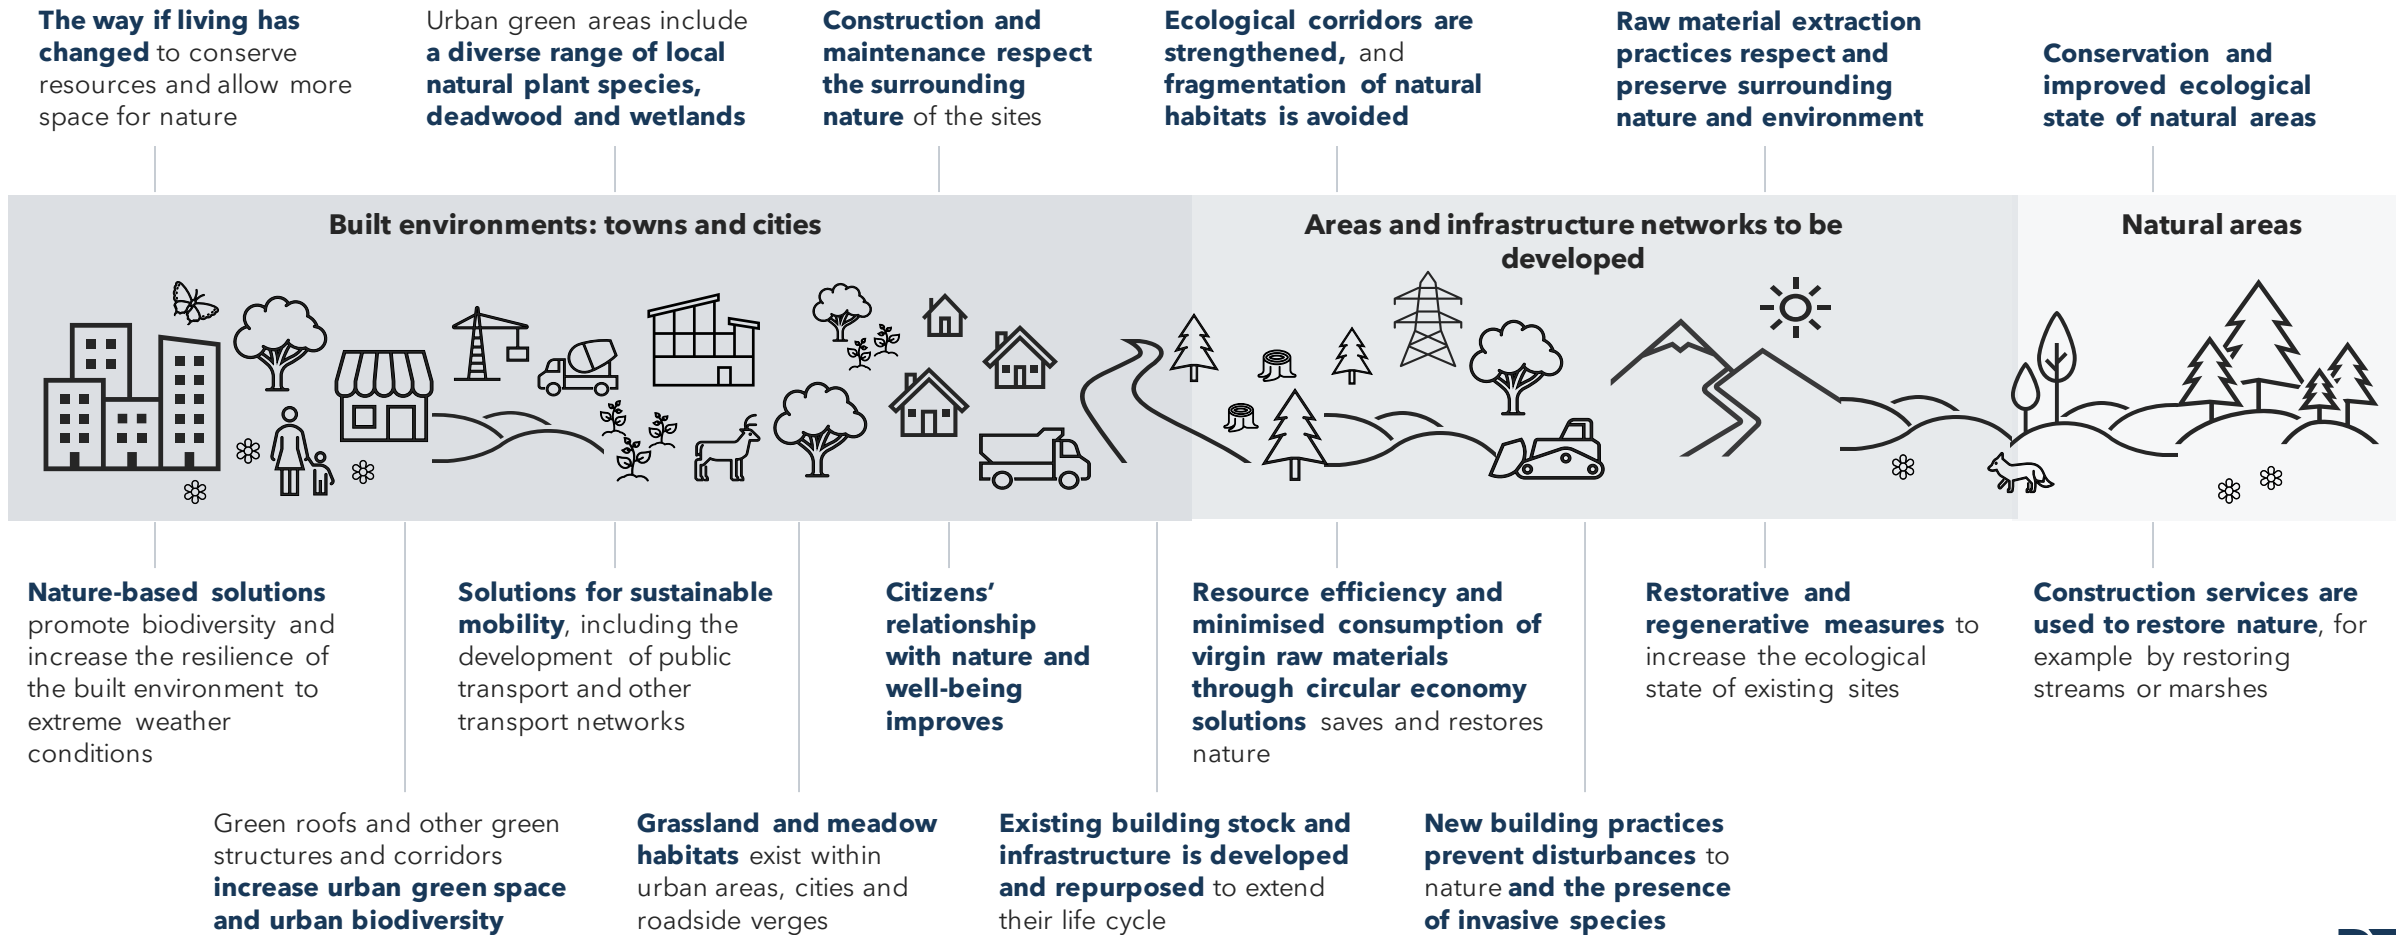 The way if living has
changed to conserve
resources and allow more
space for nature
Urban green areas include
a diverse range of local
natural plant species,
deadwood and wetlands
Construction and
maintenance respect
the surrounding
nature of the sites
Ecological corridors are
strengthened, and
fragmentation of natural
habitats is avoided
Raw material extraction
practices respect and
preserve surrounding
nature and environment
Conservation and
improved ecological
state of natural areas
Built environments: towns and cities
Areas and infrastructure networks to be
developed
Natural areas
Nature-based solutions
promote biodiversity and
increase the resilience of
the built environment to
extreme weather
conditions
Solutions for sustainable
mobility, including the
development of public
transport and other
transport networks
Citizens’
relationship
with nature and
well-being
improves
Resource efficiency and
minimised consumption of
virgin raw materials
through circular economy
solutions saves and restores
nature
Restorative and
regenerative measures to
increase the ecological
state of existing sites
Construction services are
used to restore nature, for
example by restoring
streams or marshes
Green roofs and other green
structures and corridors
increase urban green space
and urban biodiversity
Grassland and meadow
habitats exist within
urban areas, cities and
roadside verges
Existing building stock and
infrastructure is developed
and repurposed to extend
their life cycle
New building practices
prevent disturbances to
nature and the presence
of invasive species